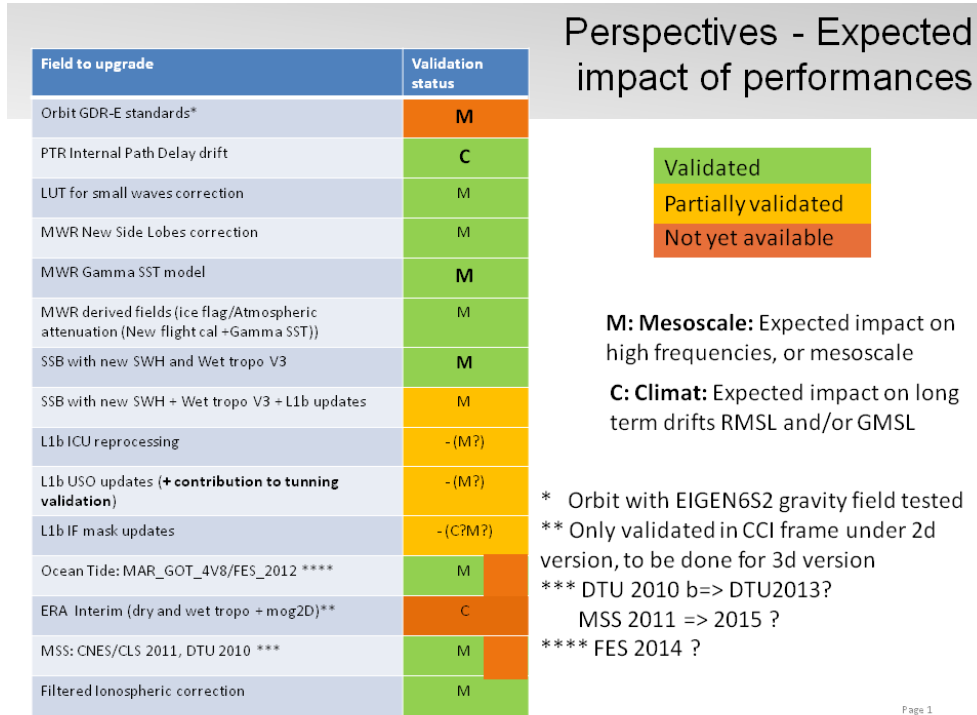 Perspectives - Expected
impact of performances
Field to upgrade
Validation
status
Orbit GDR-E standards*
M
PTR Internal Path Delay drift
C
LUT for small waves correction
M
MWR New Side Lobes correction
M
MWR Gamma SST model
M
MWR derived fields (ice flag/Atmospheric
attenuation (New flight cal +Gamma SST))
M
SSB with new SWH and Wet tropo V3
M
SSB with new SWH + Wet tropo V3 + L1b updates
M
L1b ICU reprocessing
- (M?)
L1b USO updates (+ contribution to tunning
validation)
- (M?)
L1b IF mask updates
- (C?M?)
Ocean Tide: MAR_GOT_4V8/FES_2012 ****
M
ERA Interim (dry and wet tropo + mog2D)**
C
MSS: CNES/CLS 2011, DTU 2010 ***
M
Filtered Ionospheric correction
M
Validated
Partially validated
Not yet available
M: Mesoscale: Expected impact on
high frequencies, or mesoscale
C: Climat: Expected impact on long
term drifts RMSL and/or GMSL
* Orbit with EIGEN6S2 gravity field tested
** Only validated in CCI frame under 2d
version, to be done for 3d version
*** DTU 2010 b=> DTU2013?
MSS 2011 => 2015 ?
**** FES 2014 ?
Page 1